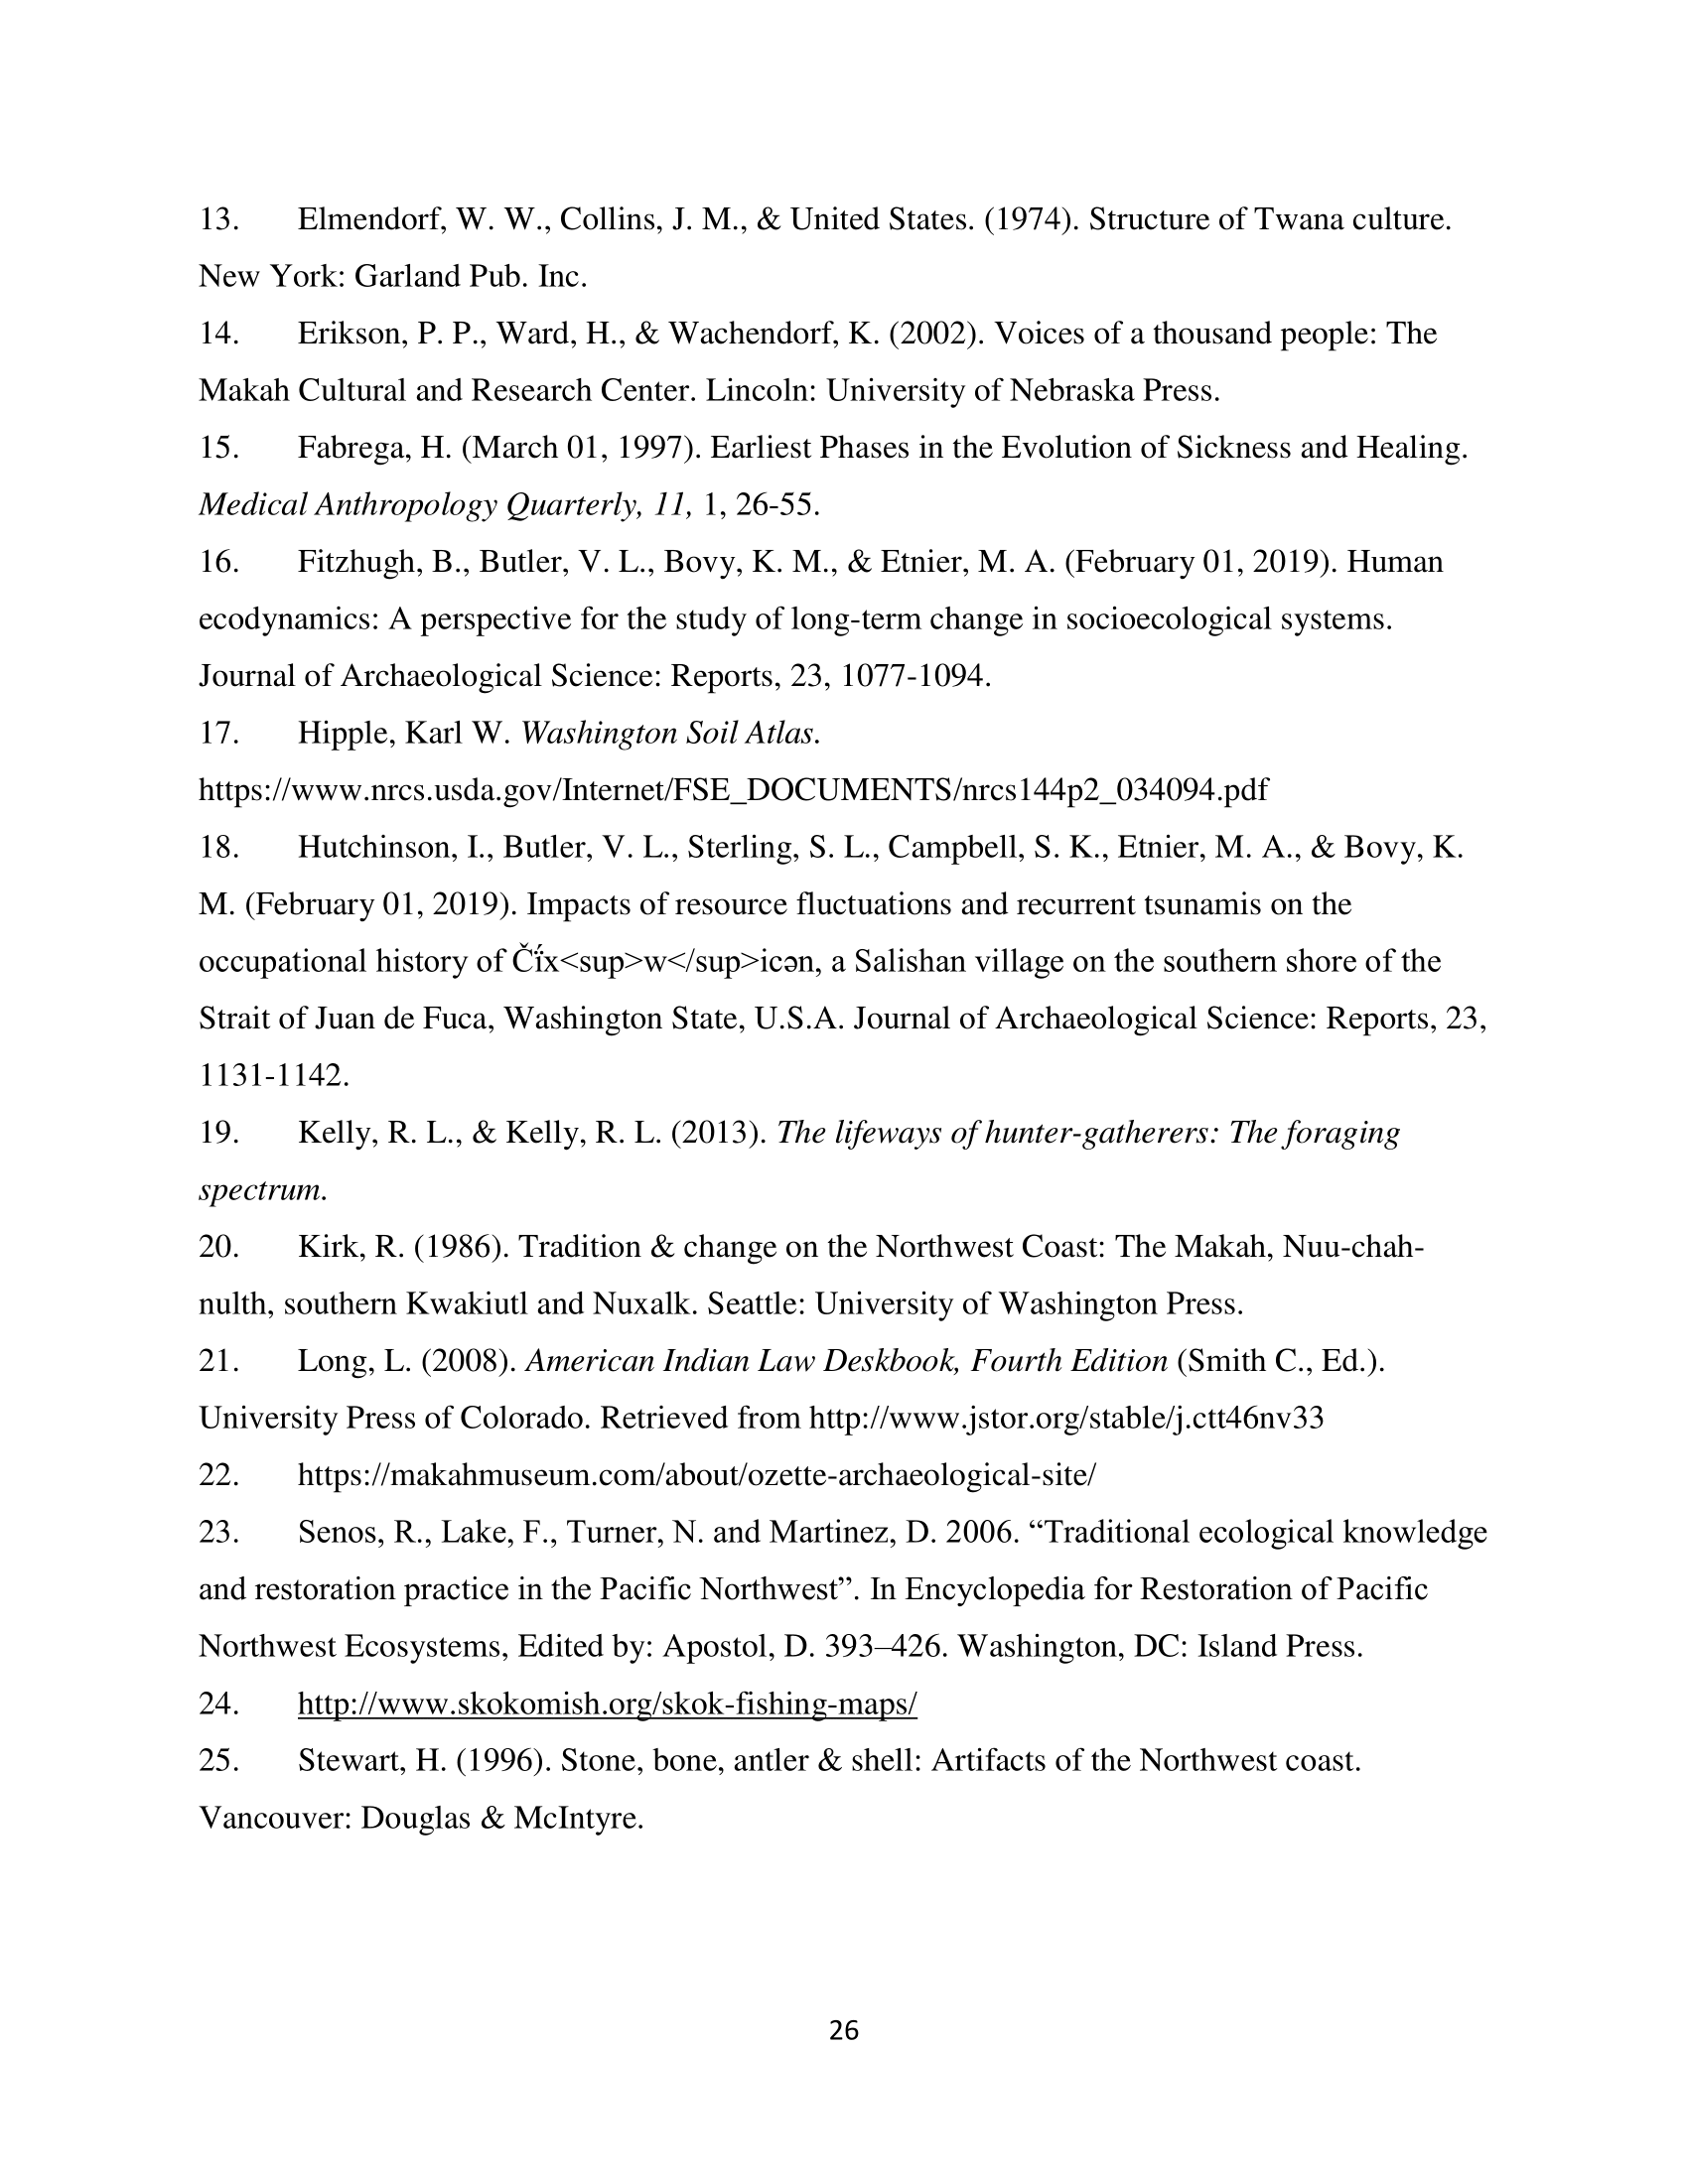 13. Elmendorf, W. W., Collins, J. M., & United States. (1974). Structure of Twana culture.
New York: Garland Pub. Inc.
14. Erikson, P. P., Ward, H., & Wachendorf, K. (2002). Voices of a thousand people: The
Makah Cultural and Research Center. Lincoln: University of Nebraska Press.
15. Fabrega, H. (March 01, 1997). Earliest Phases in the Evolution of Sickness and Healing.
Medical Anthropology Quarterly, 11, 1, 26-55.
16. Fitzhugh, B., Butler, V. L., Bovy, K. M., & Etnier, M. A. (February 01, 2019). Human
ecodynamics: A perspective for the study of long-term change in socioecological systems.
Journal of Archaeological Science: Reports, 23, 1077-1094.
17. Hipple, Karl W. Washington Soil Atlas.
https://www.nrcs.usda.gov/Internet/FSE_DOCUMENTS/nrcs144p2_034094.pdf
18. Hutchinson, I., Butler, V. L., Sterling, S. L., Campbell, S. K., Etnier, M. A., & Bovy, K.
M. (February 01, 2019). Impacts of resource fluctuations and recurrent tsunamis on the
occupational history of Čḯx<sup>w</sup>icən, a Salishan village on the southern shore of the
Strait of Juan de Fuca, Washington State, U.S.A. Journal of Archaeological Science: Reports, 23,
1131-1142.
19. Kelly, R. L., & Kelly, R. L. (2013). The lifeways of hunter-gatherers: The foraging
spectrum.
20. Kirk, R. (1986). Tradition & change on the Northwest Coast: The Makah, Nuu-chah-
nulth, southern Kwakiutl and Nuxalk. Seattle: University of Washington Press.
21. Long, L. (2008). American Indian Law Deskbook, Fourth Edition (Smith C., Ed.).
University Press of Colorado. Retrieved from http://www.jstor.org/stable/j.ctt46nv33
22. https://makahmuseum.com/about/ozette-archaeological-site/
23. Senos, R., Lake, F., Turner, N. and Martinez, D. 2006. “Traditional ecological knowledge
and restoration practice in the Pacific Northwest”. In Encyclopedia for Restoration of Pacific
Northwest Ecosystems, Edited by: Apostol, D. 393–426. Washington, DC: Island Press.
24. http://www.skokomish.org/skok-fishing-maps/
25. Stewart, H. (1996). Stone, bone, antler & shell: Artifacts of the Northwest coast.
Vancouver: Douglas & McIntyre.
26